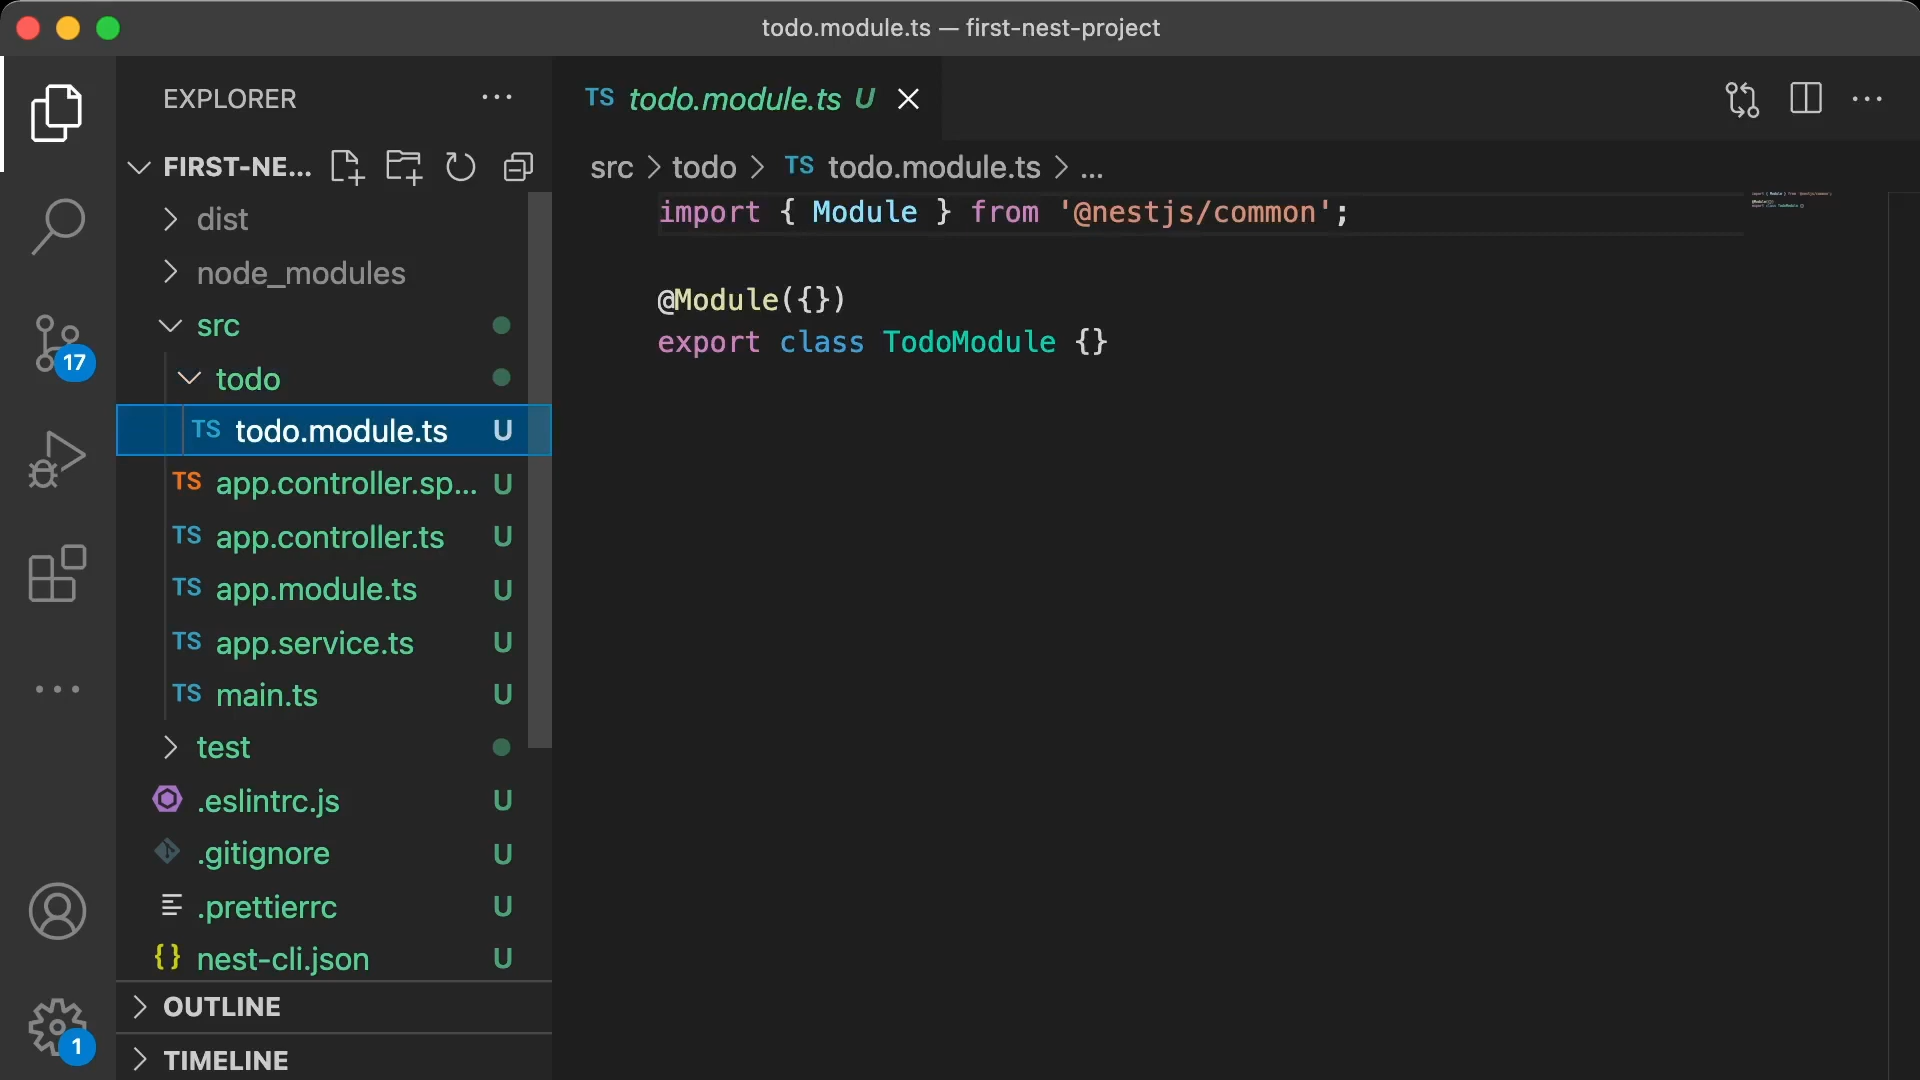 todo.module.ts — first-nest-project
EXPLORER
TS todo.module.ts U
FIRST-NE...
src > todo > TS todo.module.ts > ...
dist
node_modules
src
todo
TS todo.module.ts U
TS app.controller.sp... U
TS app.controller.ts U
TS app.module.ts U
TS app.service.ts U
TS main.ts U
test
.eslintrc.js U
.gitignore U
.prettierrc U
{} nest-cli.json U
OUTLINE
TIMELINE
17
1
import { Module } from '@nestjs/common';
@Module({})
export class TodoModule {}